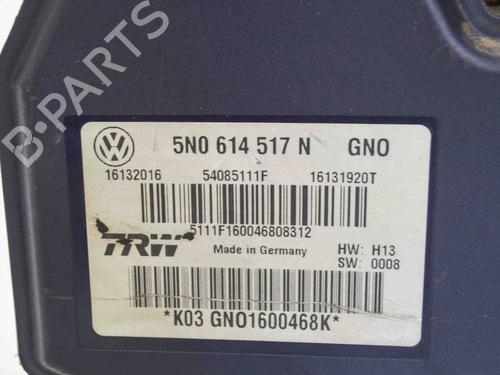 B-PARTS
5N0 614 517 N GNO
16132016 54085111F 16131920T
5111F160046808312
TRW Made in Germany HW: H13
SW: 0008
*K03 GNO1600468K*